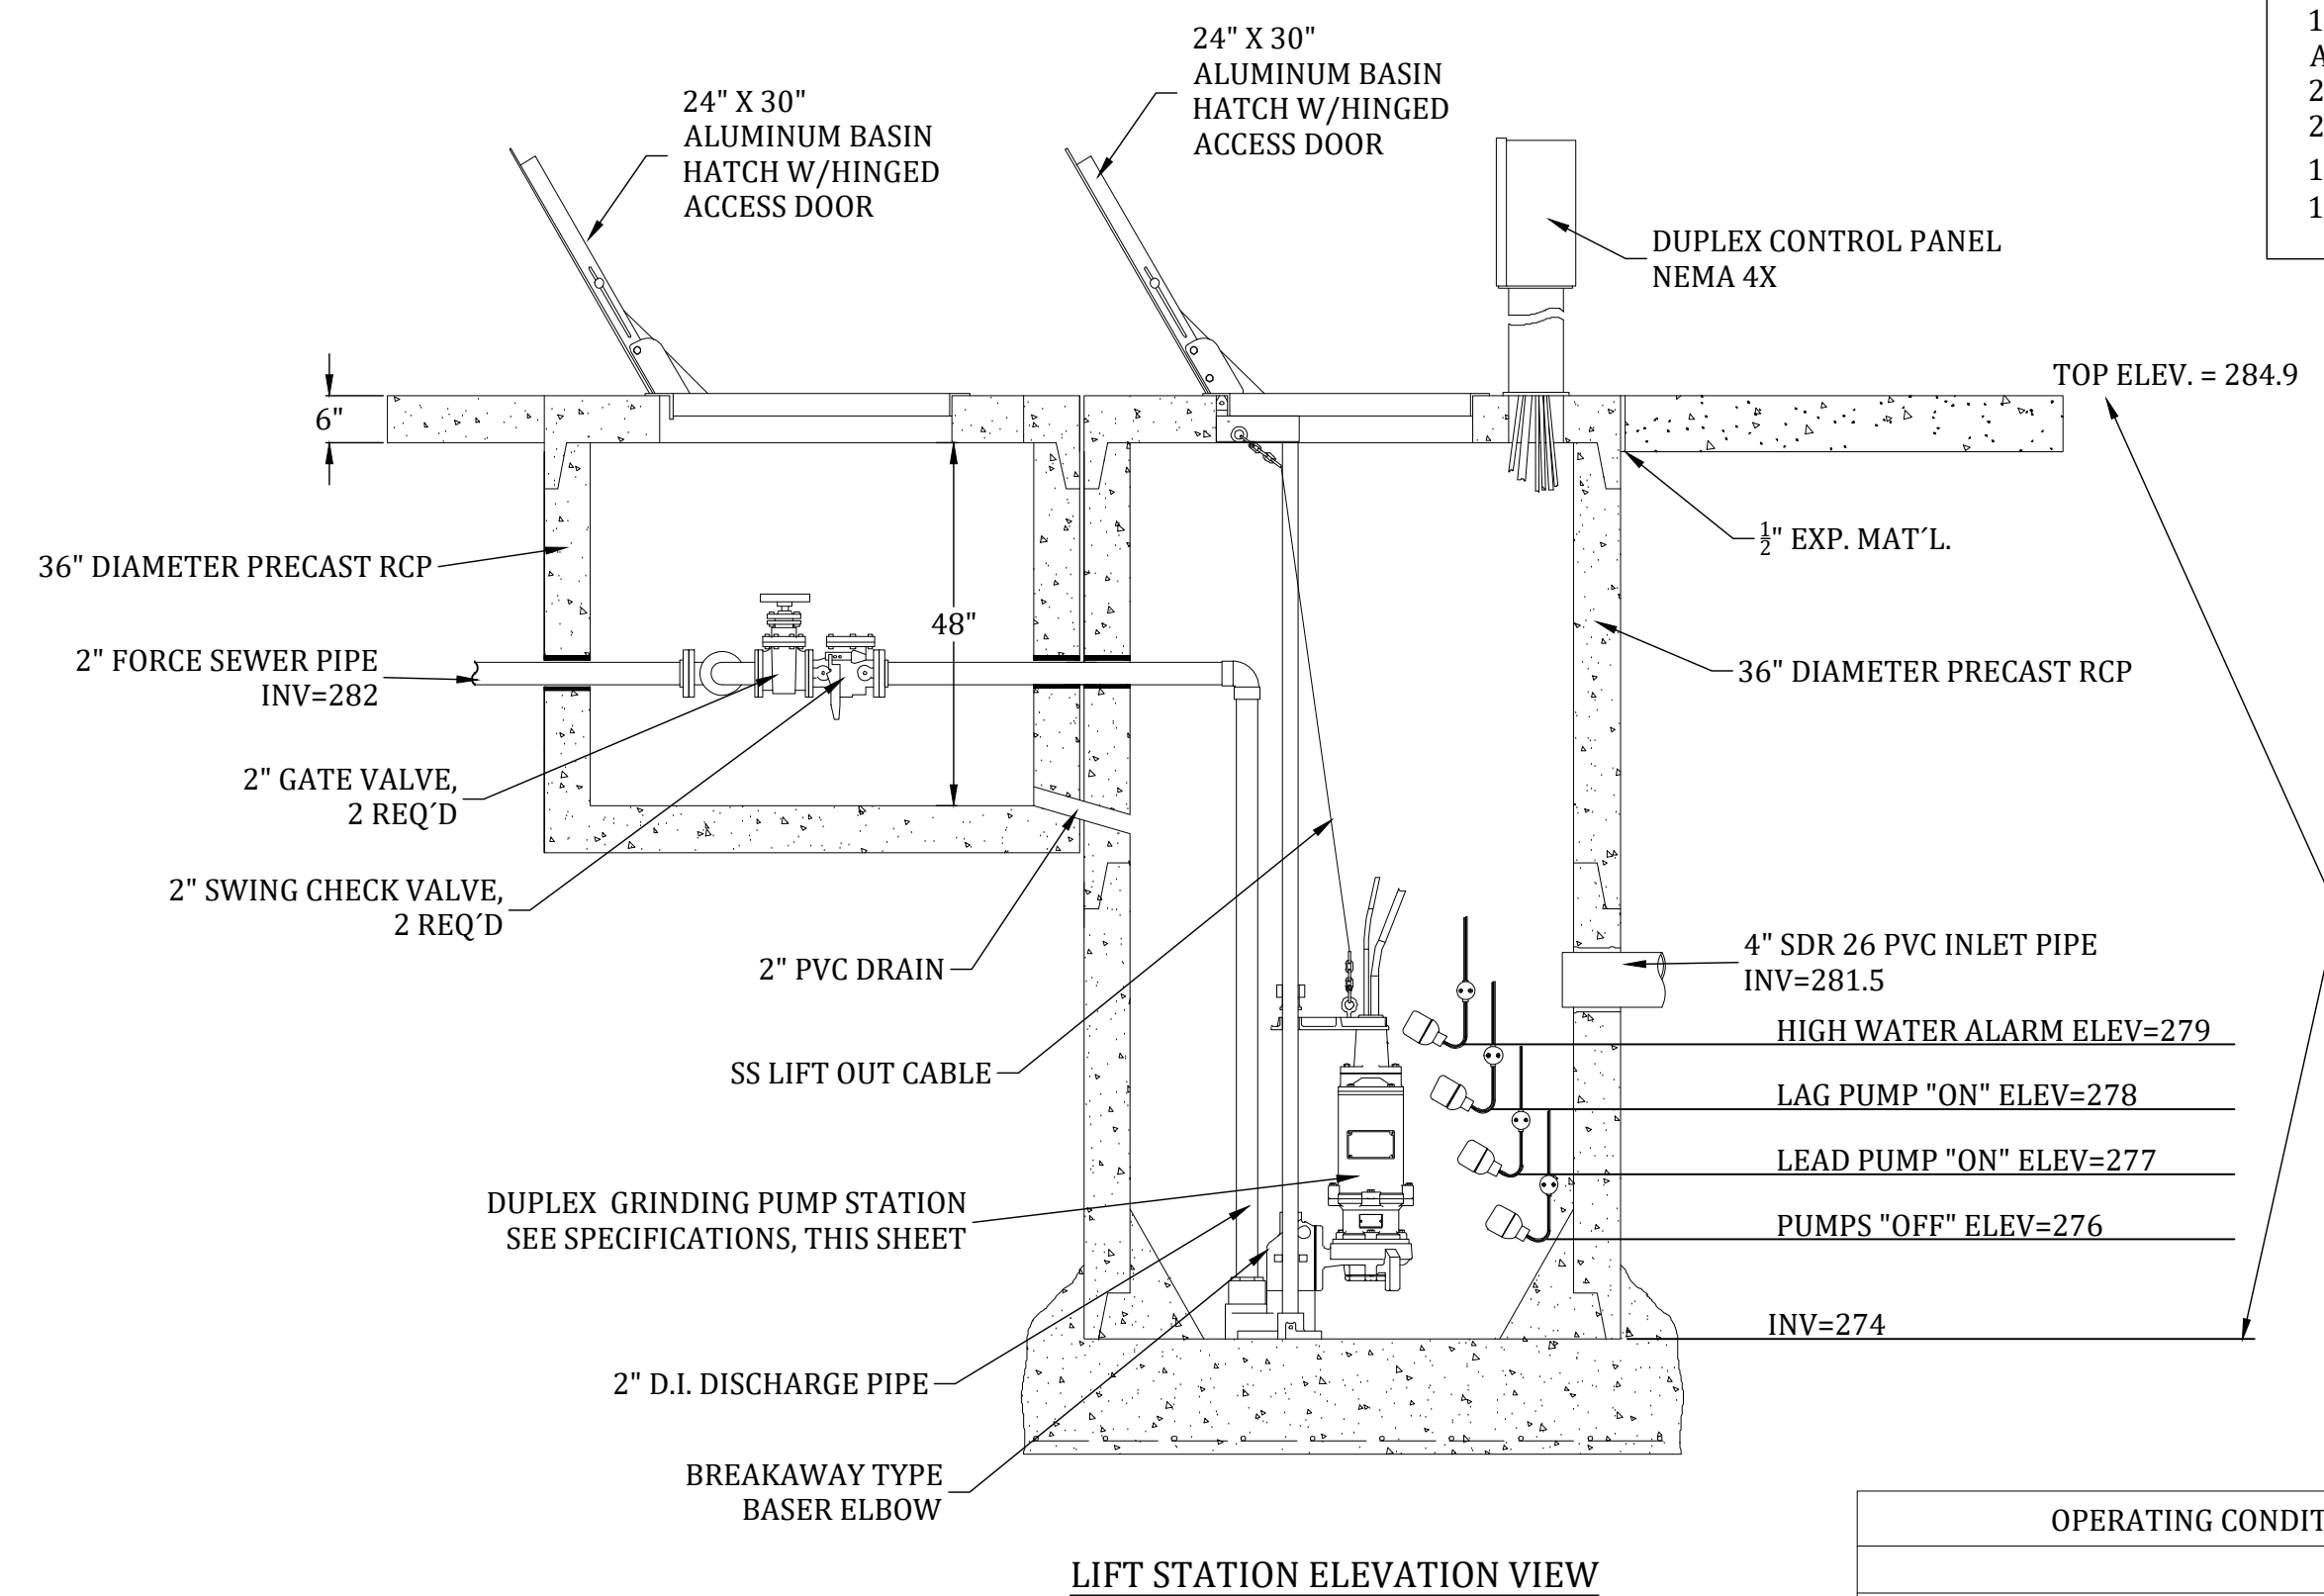 24" X 30"
ALUMINUM BASIN
HATCH W/HINGED
ACCESS DOOR
24" X 30"
ALUMINUM BASIN
HATCH W/HINGED
ACCESS DOOR
DUPLEX CONTROL PANEL
NEMA 4X
1
2
2
1
1
TOP ELEV. = 284.9
6"
½" EXP. MAT´L.
36" DIAMETER PRECAST RCP
48"
2" FORCE SEWER PIPE
INV=282
36" DIAMETER PRECAST RCP
2" GATE VALVE,
2 REQ´D
2" SWING CHECK VALVE,
2 REQ´D
2" PVC DRAIN
4" SDR 26 PVC INLET PIPE
INV=281.5
SS LIFT OUT CABLE
HIGH WATER ALARM ELEV=279
LAG PUMP "ON" ELEV=278
LEAD PUMP "ON" ELEV=277
PUMPS "OFF" ELEV=276
DUPLEX GRINDING PUMP STATION
SEE SPECIFICATIONS, THIS SHEET
INV=274
2" D.I. DISCHARGE PIPE
BREAKAWAY TYPE
BASER ELBOW
OPERATING CONDIT
LIFT STATION ELEVATION VIEW